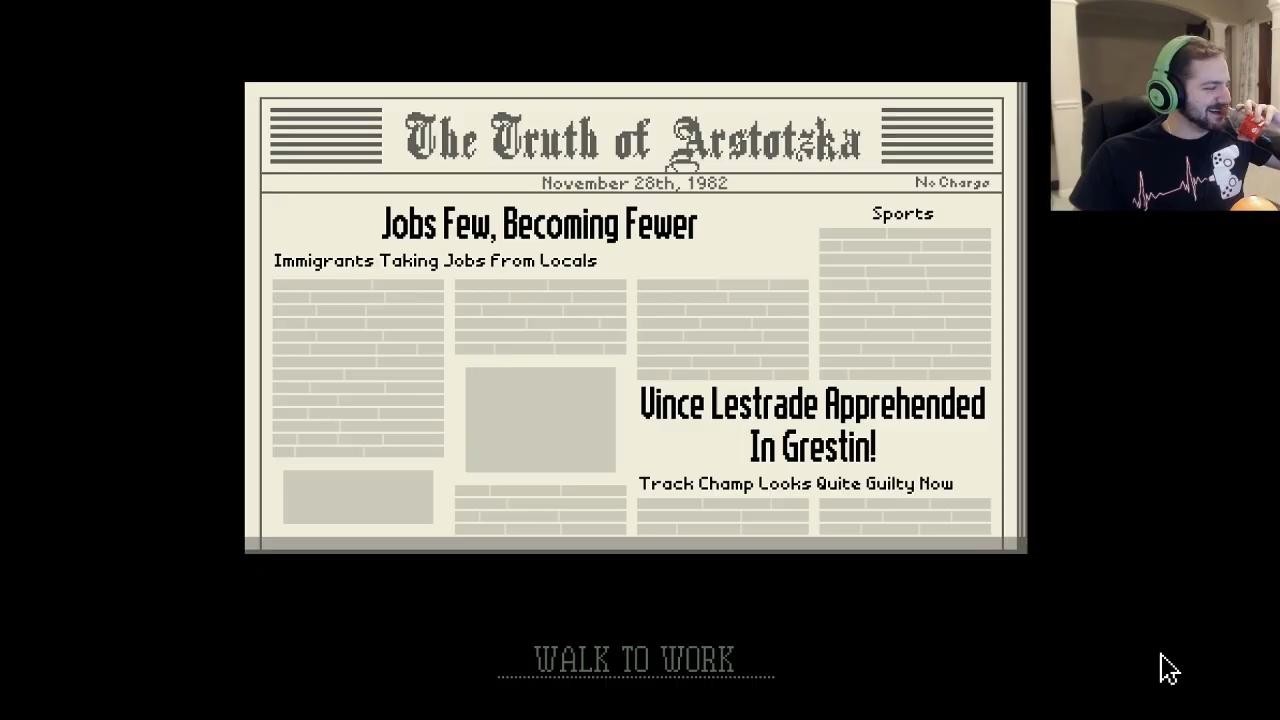 The Truth of Arstotzka
November 28th, 1982
No Charge
Jobs Few, Becoming Fewer
Immigrants Taking Jobs From Locals
Sports
Vince Lestrade Apprehended
In Grestin!
Track Champ Looks Quite Guilty Now
WALK TO WORK